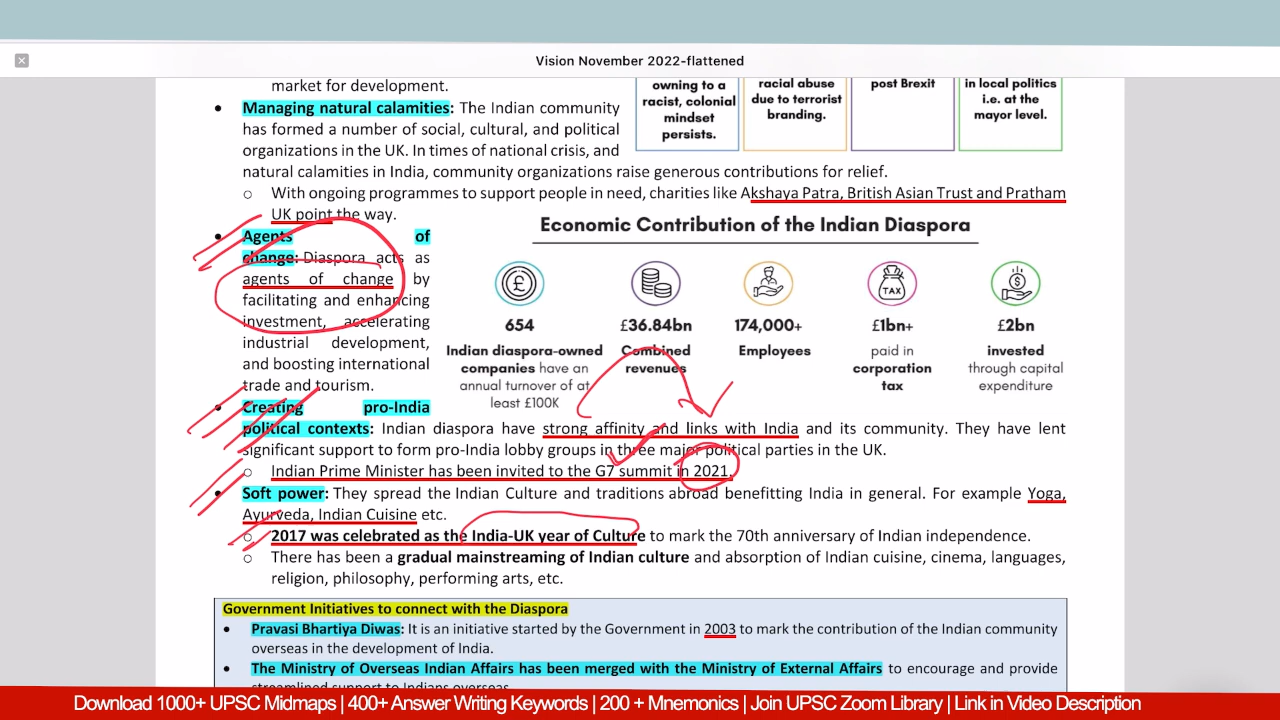 Vision November 2022-flattened
market for development.
owning to a
racist, colonial
mindset
persists.
racial abuse
due to terrorist
branding.
post Brexit
in local politics
i.e. at the
mayor level.
• Managing natural calamities: The Indian community
has formed a number of social, cultural, and political
organizations in the UK. In times of national crisis, and
natural calamities in India, community organizations raise generous contributions for relief.
o With ongoing programmes to support people in need, charities like Akshaya Patra, British Asian Trust and Pratham
UK point the way.
• Agents of
change: Diaspora acts as
agents of change by
facilitating and enhancing
investment, accelerating
industrial development,
and boosting international
trade and tourism.
Economic Contribution of the Indian Diaspora
£
TAX
$
654
Indian diaspora-owned
companies have an
annual turnover of at
least £100K
£36.84bn
Combined
revenues
174,000+
Employees
£1bn+
paid in
corporation
tax
£2bn
invested
through capital
expenditure
• Creating pro-India
political contexts: Indian diaspora have strong affinity and links with India and its community. They have lent
significant support to form pro-India lobby groups in three major political parties in the UK.
o Indian Prime Minister has been invited to the G7 summit in 2021.
• Soft power: They spread the Indian Culture and traditions abroad benefitting India in general. For example Yoga,
Ayurveda, Indian Cuisine etc.
o 2017 was celebrated as the India-UK year of Culture to mark the 70th anniversary of Indian independence.
o There has been a gradual mainstreaming of Indian culture and absorption of Indian cuisine, cinema, languages,
religion, philosophy, performing arts, etc.
Government Initiatives to connect with the Diaspora
• Pravasi Bhartiya Diwas: It is an initiative started by the Government in 2003 to mark the contribution of the Indian community
overseas in the development of India.
• The Ministry of Overseas Indian Affairs has been merged with the Ministry of External Affairs to encourage and provide
streamlined support to Indians overseas.
Download 1000+ UPSC Midmaps | 400+ Answer Writing Keywords | 200 + Mnemonics | Join UPSC Zoom Library | Link in Video Description